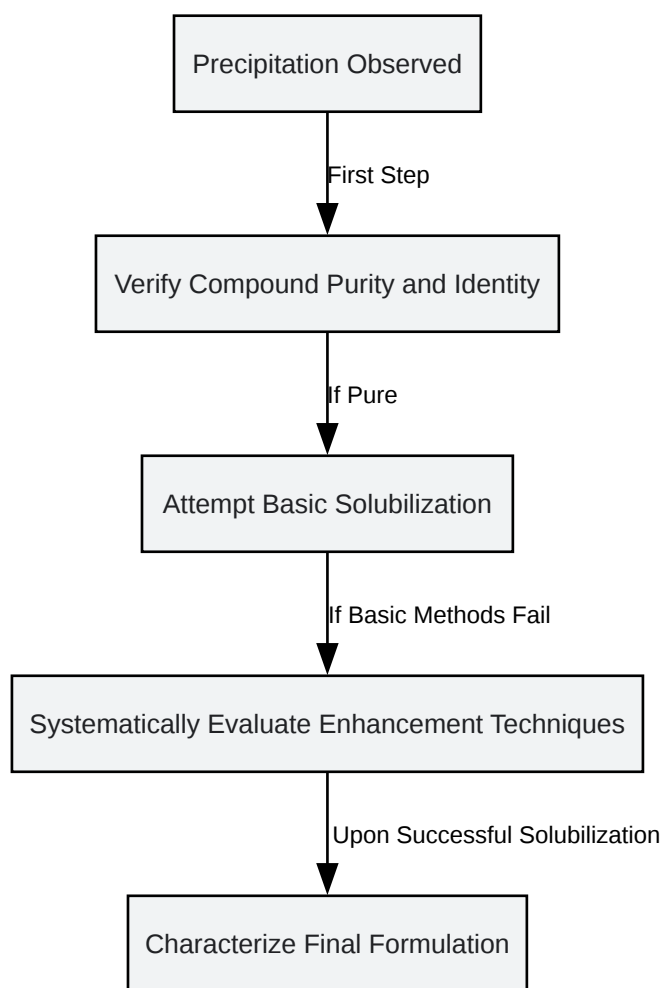 Precipitation Observed
First Step
Verify Compound Purity and Identity
If Pure
Attempt Basic Solubilization
If Basic Methods Fail
Systematically Evaluate Enhancement Techniques
Upon Successful Solubilization
Characterize Final Formulation